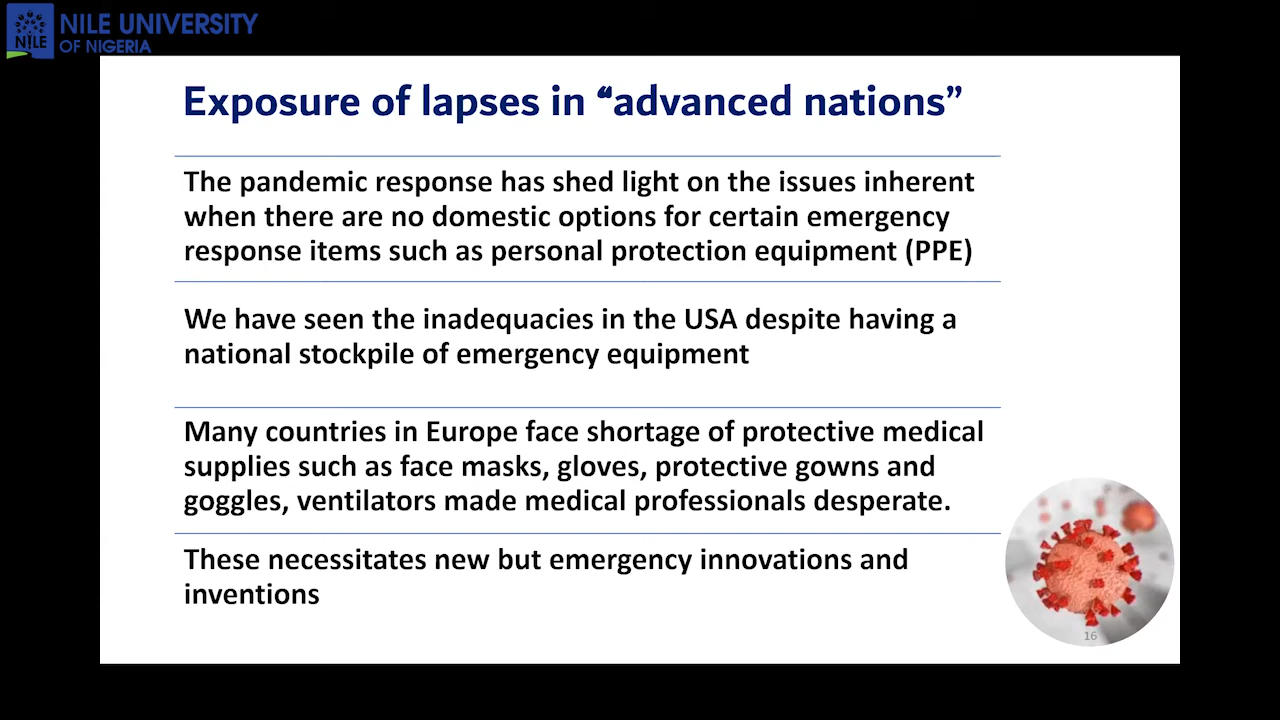 NILE UNIVERSITY
OF NIGERIA
NILE
Exposure of lapses in “advanced nations”
The pandemic response has shed light on the issues inherent
when there are no domestic options for certain emergency
response items such as personal protection equipment (PPE)
We have seen the inadequacies in the USA despite having a
national stockpile of emergency equipment
Many countries in Europe face shortage of protective medical
supplies such as face masks, gloves, protective gowns and
goggles, ventilators made medical professionals desperate.
These necessitates new but emergency innovations and
inventions
16